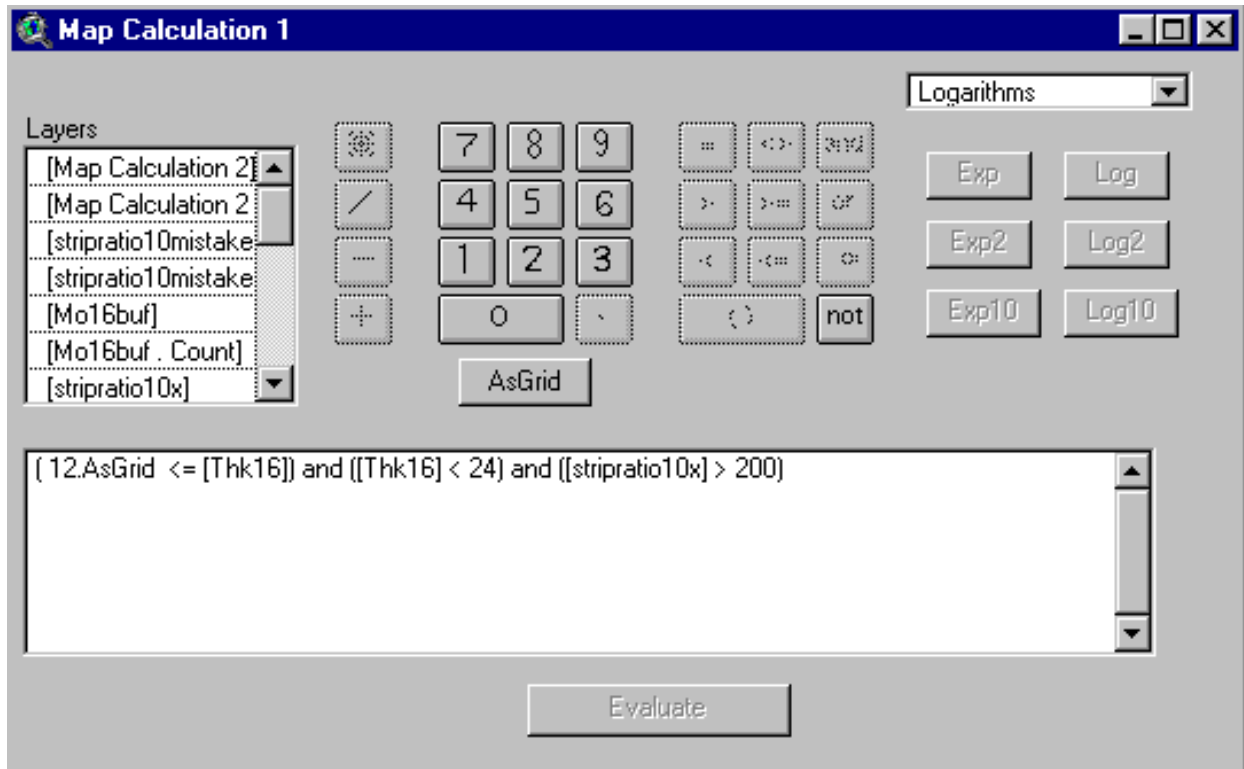 Map Calculation 1
Logarithms
Layers
[Map Calculation 2]
[Map Calculation 2
[stripratio10mistake
[stripratio10mistake
[Mo16buf]
[Mo16buf . Count]
[stripratio10x]
/
7 8 9
4 5 6
1 2 3
0
AsGrid
= <> and
> >= or
< <=
( ) not
Exp Log
Exp2 Log2
Exp10 Log10
( 12.AsGrid <= [Thk16]) and ([Thk16] < 24) and ([stripratio10x] > 200)
Evaluate